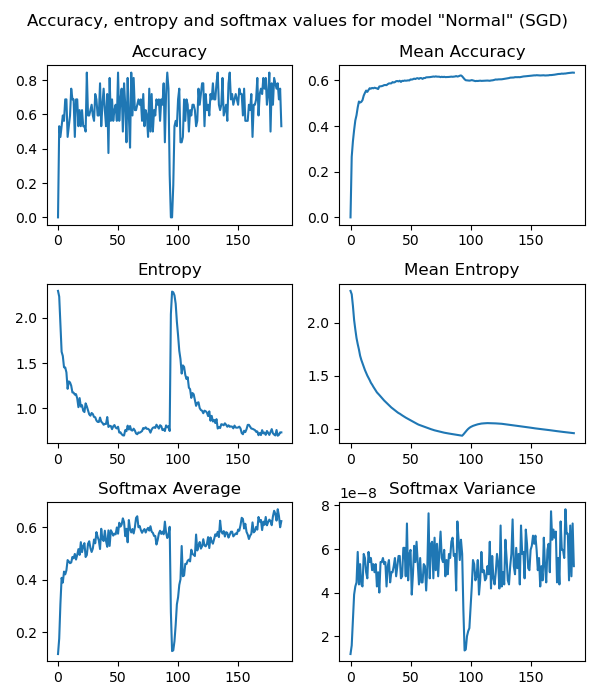 Accuracy, entropy and softmax values for model "Normal" (SGD)
Accuracy
Mean Accuracy
0.8
0.6
0.4
0.2
0.0
0 50 100 150
0.6
0.4
0.2
0.0
0 50 100 150
Entropy
Mean Entropy
2.0
1.5
1.0
0 50 100 150
2.0
1.5
1.0
0 50 100 150
Softmax Average
1e−8 Softmax Variance
0.6
0.4
0.2
0 50 100 150
8
6
4
2
0 50 100 150